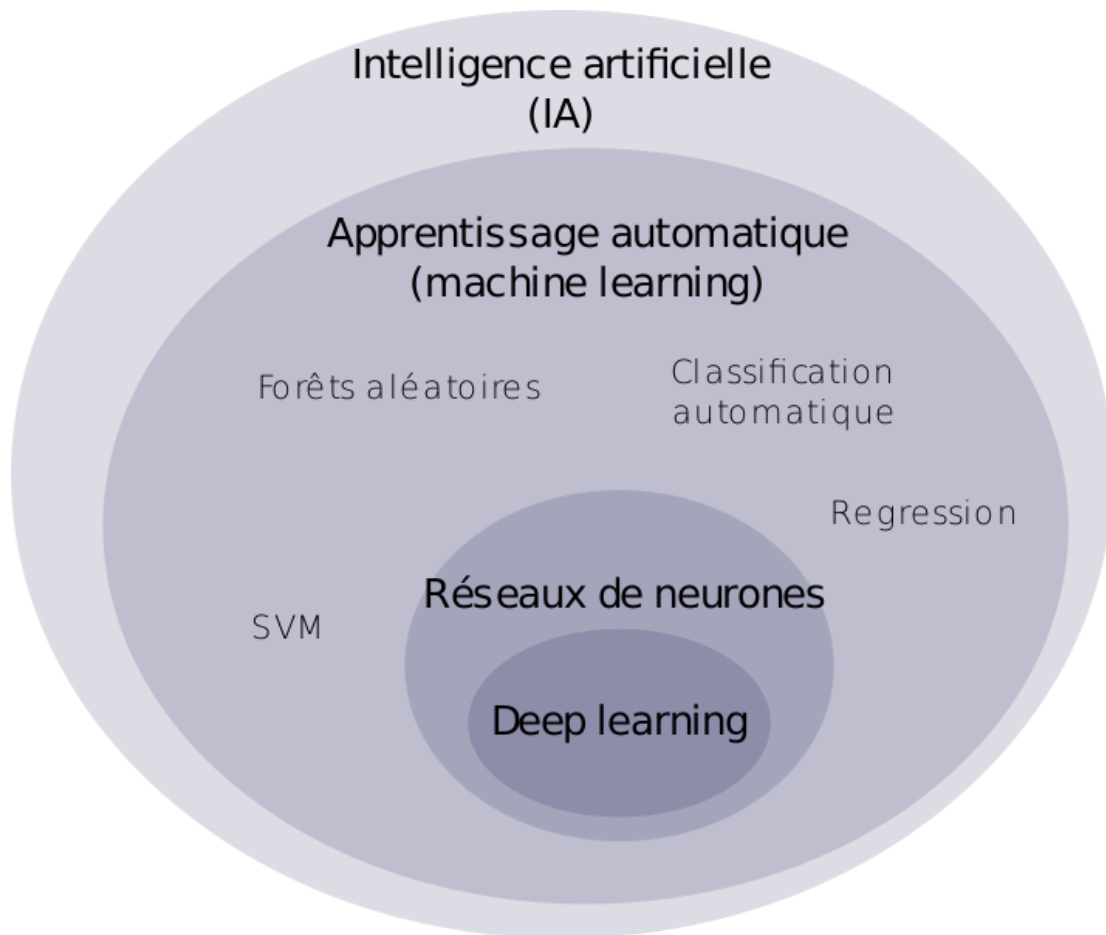 Intelligence artificielle
(IA)
Apprentissage automatique
(machine learning)
Forêts aléatoires
Classification
automatique
Regression
Réseaux de neurones
SVM
Deep learning